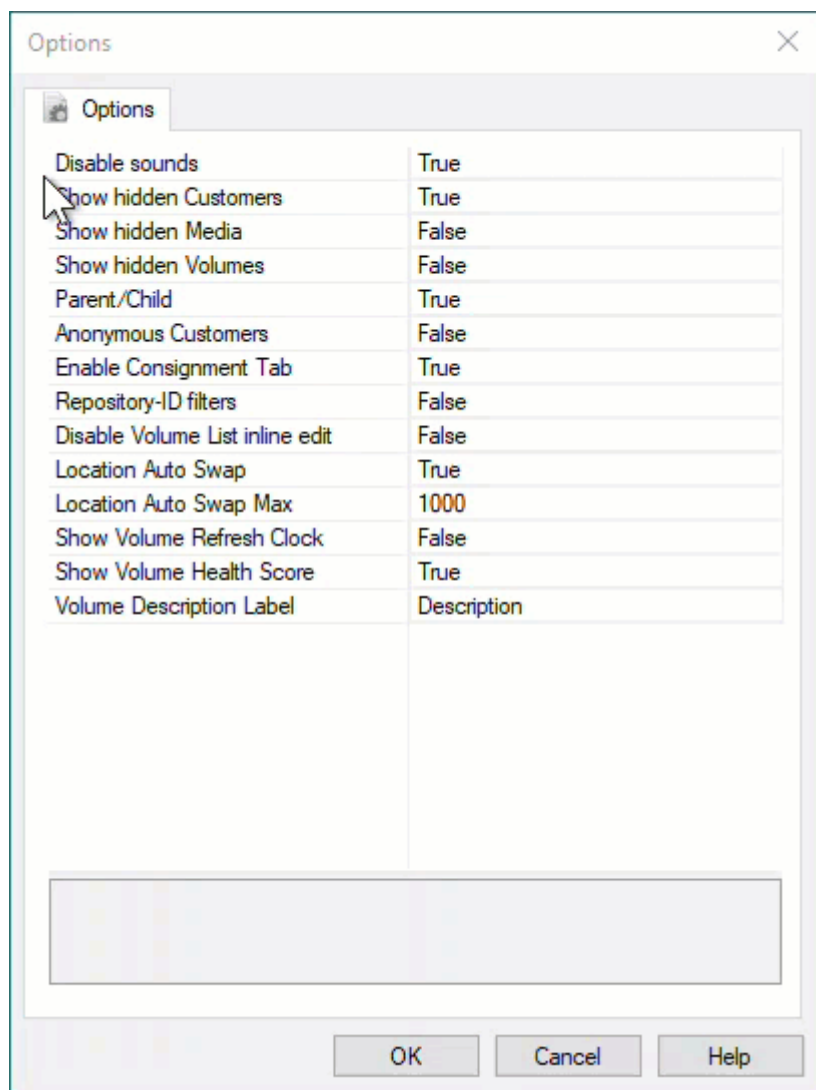 Options
Options
Disable sounds True
Show hidden Customers True
Show hidden Media False
Show hidden Volumes False
Parent/Child True
Anonymous Customers False
Enable Consignment Tab True
Repository-ID filters False
Disable Volume List inline edit False
Location Auto Swap True
Location Auto Swap Max 1000
Show Volume Refresh Clock False
Show Volume Health Score True
Volume Description Label Description
OK Cancel Help